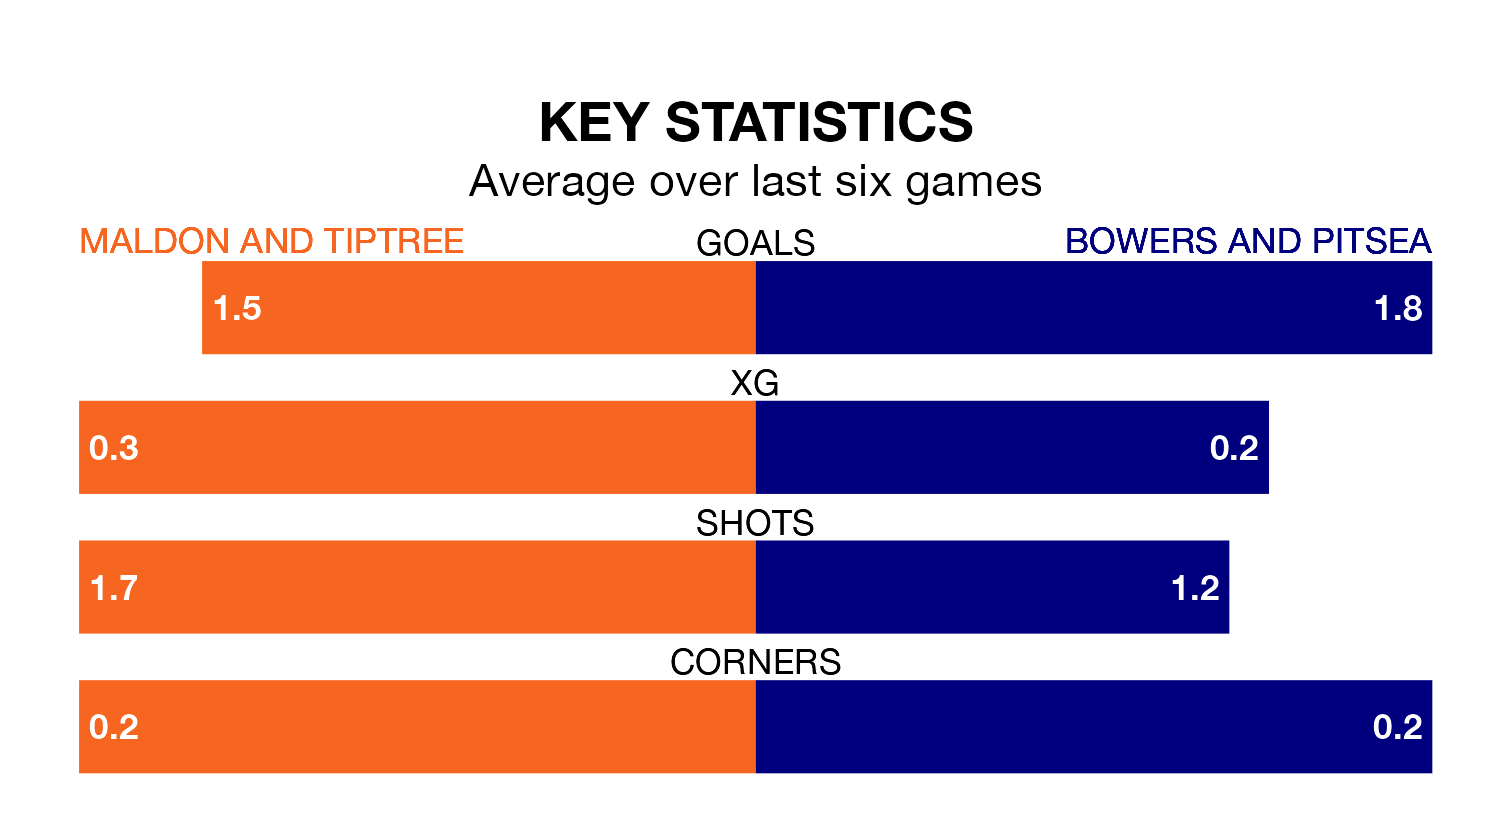 KEY STATISTICS
Average over last six games
MALDON AND TIPTREE GOALS BOWERS AND PITSEA
1.5 1.8
XG
0.3 0.2
SHOTS
1.7 1.2
CORNERS
0.2 0.2